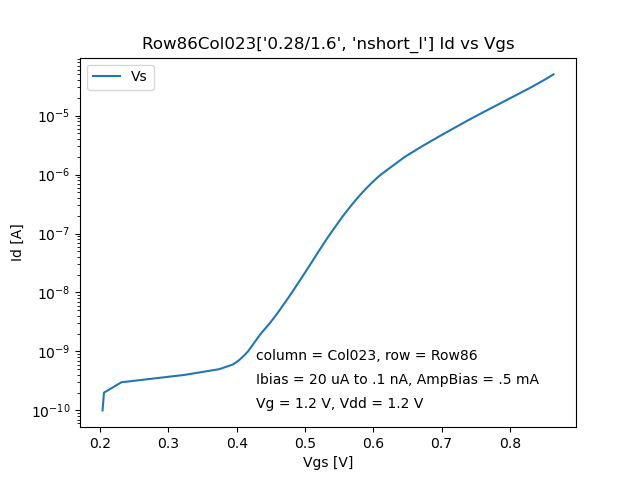 Row86Col023['0.28/1.6', 'nshort_l'] Id vs Vgs
Vs
10⁻⁵
10⁻⁶
10⁻⁷
10⁻⁸
10⁻⁹
10⁻¹⁰
Id [A]
column = Col023, row = Row86
Ibias = 20 uA to .1 nA, AmpBias = .5 mA
Vg = 1.2 V, Vdd = 1.2 V
0.2 0.3 0.4 0.5 0.6 0.7 0.8
Vgs [V]